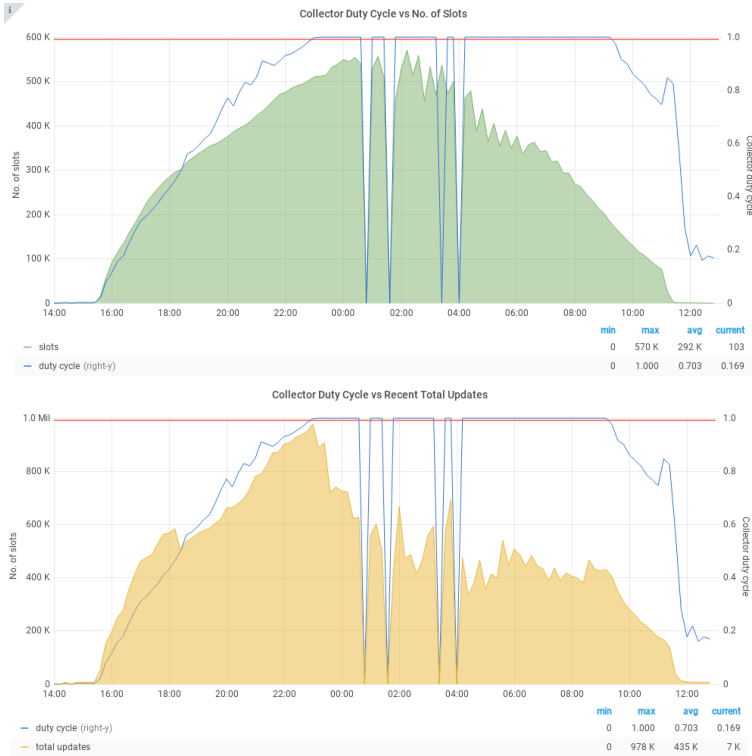 i
Collector Duty Cycle vs No. of Slots
600 K 1.0
500 K 0.8
400 K 0.6
300 K 0.4
200 K 0.2
100 K
0 0
No. of slots
Collector duty cycle
14:00 16:00 18:00 20:00 22:00 00:00 02:00 04:00 06:00 08:00 10:00 12:00
min max avg current
slots 0 570 K 292 K 103
duty cycle (right-y) 0 1.000 0.703 0.169
Collector Duty Cycle vs Recent Total Updates
1.0 Mil 1.0
800 K 0.8
600 K 0.6
400 K 0.4
200 K 0.2
0 0
No. of slots
Collector duty cycle
14:00 16:00 18:00 20:00 22:00 00:00 02:00 04:00 06:00 08:00 10:00 12:00
min max avg current
duty cycle (right-y) 0 1.000 0.703 0.169
total updates 0 978 K 435 K 7 K